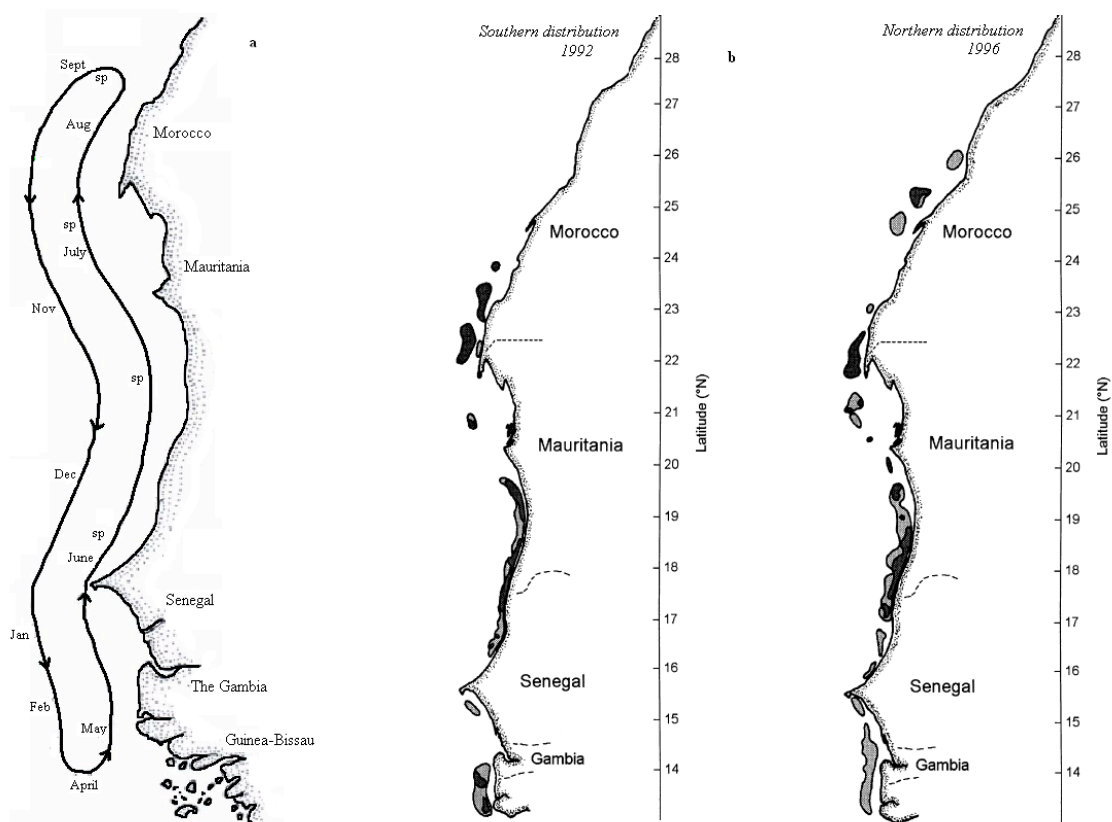 a
Sept
sp
Aug
Morocco
sp
July
Mauritania
Nov
sp
Dec
sp
June
Senegal
Jan
The Gambia
Feb
May
Guinea-Bissau
April
Southern distribution
1992
28
27
26
25
Morocco
24
23
22
21
Mauritania
20
19
18
17
16
Senegal
15
Gambia
14
Latitude (°N)
b
Northern distribution
1996
28
27
26
25
Morocco
24
23
22
21
Mauritania
20
19
18
17
16
Senegal
15
Gambia
14
Latitude (°N)